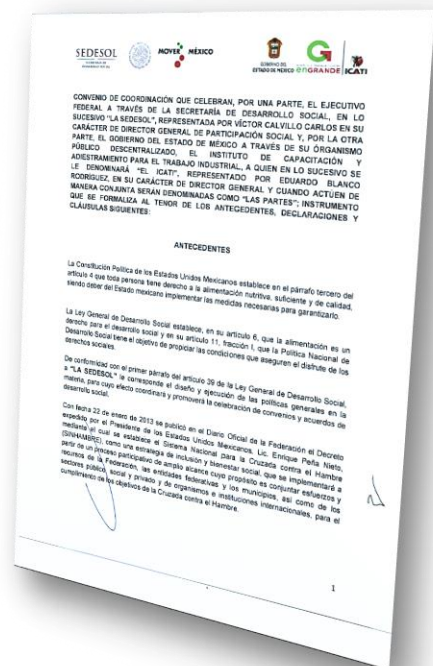 SEDESOL
MOVER MÉXICO
GOBIERNO DEL
ESTADO DE MÉXICO
enGRANDE
ICATI
CONVENIO DE COORDINACIÓN QUE CELEBRAN, POR UNA PARTE, EL EJECUTIVO
FEDERAL A TRAVÉS DE LA SECRETARÍA DE DESARROLLO SOCIAL, EN LO
SUCESIVO "LA SEDESOL", REPRESENTADA POR VÍCTOR CALVILLO CARLOS EN SU
CARÁCTER DE DIRECTOR GENERAL DE PARTICIPACIÓN SOCIAL Y, POR LA OTRA
PARTE, EL GOBIERNO DEL ESTADO DE MÉXICO A TRAVÉS DE SU ÓRGANISMO
PÚBLICO DESCENTRALIZADO, EL INSTITUTO DE CAPACITACIÓN Y
ADIESTRAMIENTO PARA EL TRABAJO INDUSTRIAL, A QUIEN EN LO SUCESIVO SE
LE DENOMINARÁ "EL ICATI", REPRESENTADO POR EDUARDO BLANCO
RODRÍGUEZ, EN SU CARÁCTER DE DIRECTOR GENERAL Y CUANDO ACTÚEN DE
MANERA CONJUNTA SERÁN DENOMINADAS COMO "LAS PARTES"; INSTRUMENTO
QUE SE FORMALIZA AL TENOR DE LOS ANTECEDENTES, DECLARACIONES Y
CLÁUSULAS SIGUIENTES:
ANTECEDENTES
La Constitución Política de los Estados Unidos Mexicanos establece en el párrafo tercero del
artículo 4 que toda persona tiene derecho a la alimentación nutritiva, suficiente y de calidad,
siendo deber del Estado mexicano implementar las medidas necesarias para garantizarlo.
La Ley General de Desarrollo Social establece, en su artículo 6, que la alimentación es un
derecho para el desarrollo social y en su artículo 11, fracción I, que la Política Nacional de
Desarrollo Social tiene el objetivo de propiciar las condiciones que aseguren el disfrute de los
derechos sociales.
De conformidad con el primer párrafo del artículo 39 de la Ley General de Desarrollo Social,
a "LA SEDESOL" le corresponde el diseño y ejecución de las políticas generales en la
materia, para cuyo efecto coordinará y promoverá la celebración de convenios y acuerdos de
desarrollo social.
Con fecha 22 de enero de 2013 se publicó en el Diario Oficial de la Federación el Decreto
expedido por el Presidente de los Estados Unidos Mexicanos, Lic. Enrique Peña Nieto,
mediante el cual se establece el Sistema Nacional para la Cruzada contra el Hambre
(SINHAMBRE), como una estrategia de inclusión y bienestar social, que se implementará a
partir de un proceso participativo de amplio alcance cuyo propósito es conjuntar esfuerzos y
recursos de la Federación, las entidades federativas y los municipios, así como de los
sectores público, social y privado y de organismos e instituciones internacionales, para el
cumplimiento de los objetivos de la Cruzada contra el Hambre.
1